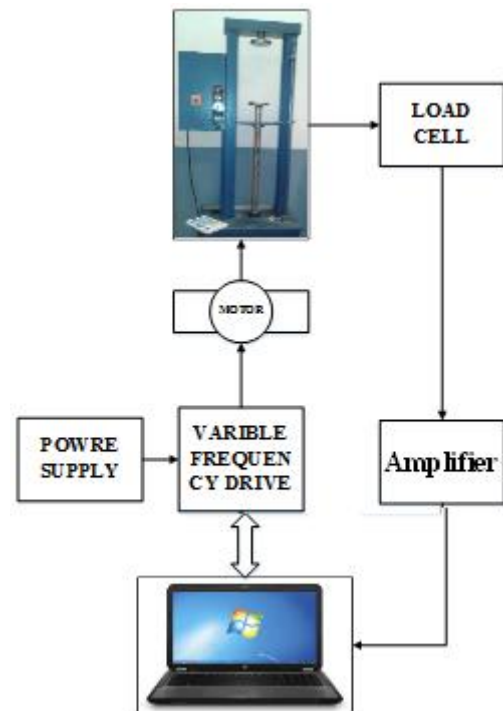 LOAD
CELL
MOTOR
POWRE
SUPPLY
VARIBLE
FREQUEN
CY DRIVE
Amplifier